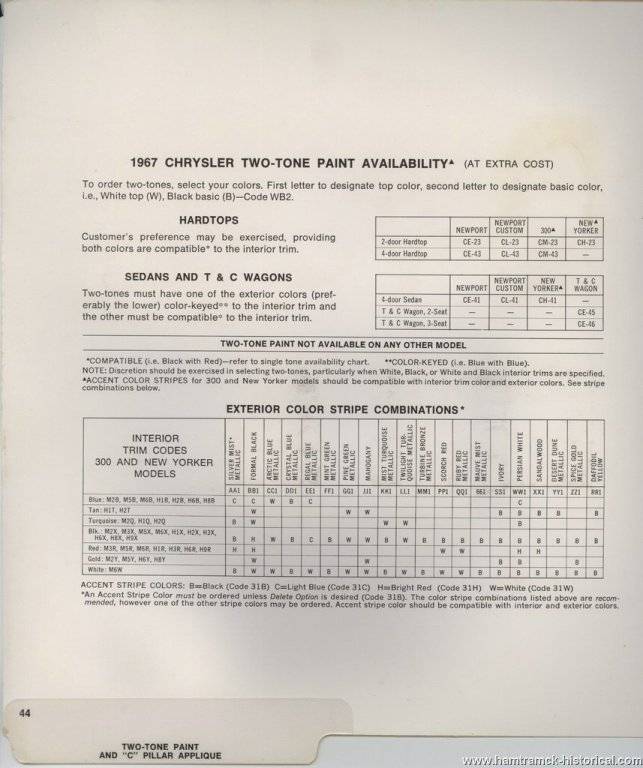 1967 CHRYSLER TWO-TONE PAINT AVAILABILITY▲ (AT EXTRA COST)
To order two-tones, select your colors. First letter to designate top color, second letter to designate basic color,
i.e., White top (W), Black basic (B)—Code WB2.
HARDTOPS
Customer's preference may be exercised, providing
both colors are compatible* to the interior trim.
NEWPORT NEWPORT CUSTOM 300▲ NEW▲ YORKER
2-door Hardtop CE-23 CL-23 CM-23 CH-23
4-door Hardtop CE-43 CL-43 CM-43 —
SEDANS AND T & C WAGONS
Two-tones must have one of the exterior colors (pref-
erably the lower) color-keyed** to the interior trim and
the other must be compatible* to the interior trim.
NEWPORT NEWPORT CUSTOM NEW YORKER▲ T & C WAGON
4-door Sedan CE-41 CL-41 CH-41 —
T & C Wagon, 2-Seat — — — CE-45
T & C Wagon, 3-Seat — — — CE-46
TWO-TONE PAINT NOT AVAILABLE ON ANY OTHER MODEL
*COMPATIBLE (i.e. Black with Red)—refer to single tone availability chart. **COLOR-KEYED (i.e. Blue with Blue).
NOTE: Discretion should be exercised in selecting two-tones, particularly when White, Black, or White and Black interior trims are specified.
▲ACCENT COLOR STRIPES for 300 and New Yorker models should be compatible with interior trim color and exterior colors. See stripe
combinations below.
EXTERIOR COLOR STRIPE COMBINATIONS*
INTERIOR
TRIM CODES
300 AND NEW YORKER
MODELS
SILVER MIST* METALLIC
FORMAL BLACK
ARCTIC BLUE METALLIC
CRYSTAL BLUE METALLIC
REGAL BLUE METALLIC
MINT GREEN METALLIC
PINE GREEN METALLIC
MAHOGANY
MIST TURQUOISE METALLIC
TWILIGHT TUR- QUOISE METALLIC
TURBINE BRONZE METALLIC
SCORCH RED
RUBY RED METALLIC
MAUVE MIST METALLIC
IVORY
PERSIAN WHITE
SANDALWOOD
DESERT DUNE METALLIC
SPICE GOLD METALLIC
DAFFODIL YELLOW
AA1 BB1 CC1 DD1 EE1 FF1 GG1 JJ1 KK1 LL1 MM1 PP1 QQ1 661 SS1 WW1 XX1 YY1 ZZ1 RR1
Blue: M2B, M5B, M6B, H1B, H2B, H6B, H8B C C W B C C
Tan: H1T, H2T W W W B B B B B
Turquoise: M2Q, H1Q, H2Q B W W W B
Blk.: M2X, M3X, M5X, M6X, H1X, H2X, H3X,
H6X, H8X, H9X B H W B C B W W B W B B B B B B B B B B
Red: M3R, M5R, M6R, H1R, H3R, H6R, H9R H H W W H H
Gold: M2Y, M5Y, H6Y, H8Y W W B B B
White: M6W B W W B W B W W B W B W W B B B B B B B
ACCENT STRIPE COLORS: B=Black (Code 31B) C=Light Blue (Code 31C) H=Bright Red (Code 31H) W=White (Code 31W)
*An Accent Stripe Color must be ordered unless Delete Option is desired (Code 318). The color stripe combinations listed above are recom-
mended, however one of the other stripe colors may be ordered. Accent stripe color should be compatible with interior and exterior colors.
44
TWO-TONE PAINT
AND "C" PILLAR APPLIQUE
www.hamtramck-historical.com